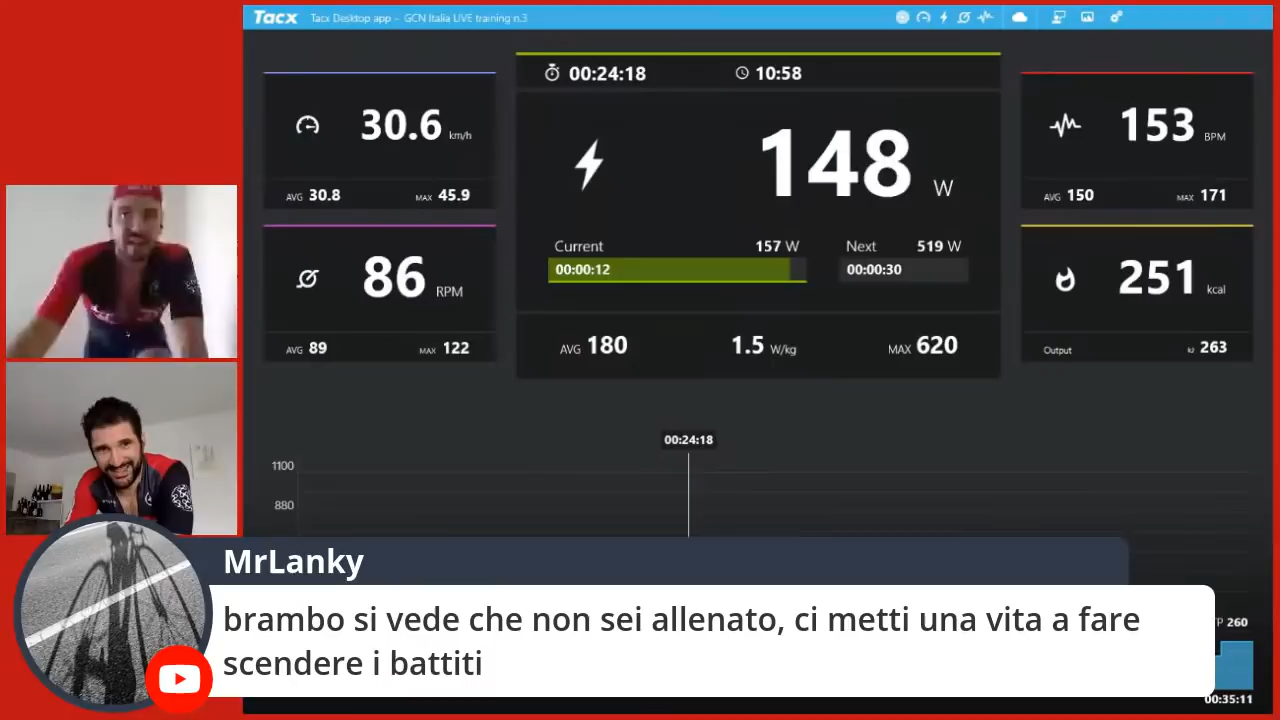 Tacx Tacx Desktop app – GCN Italia LIVE training n.3
00:24:18 10:58
30.6 km/h
AVG 30.8 MAX 45.9
148 W
153 BPM
AVG 150 MAX 171
86 RPM
AVG 89 MAX 122
Current 157 W Next 519 W
00:00:12 00:00:30
AVG 180 1.5 W/kg MAX 620
251 kcal
Output kJ 263
00:24:18
1100
880
MrLanky
brambo si vede che non sei allenato, ci metti una vita a fare
scendere i battiti
260
00:35:11